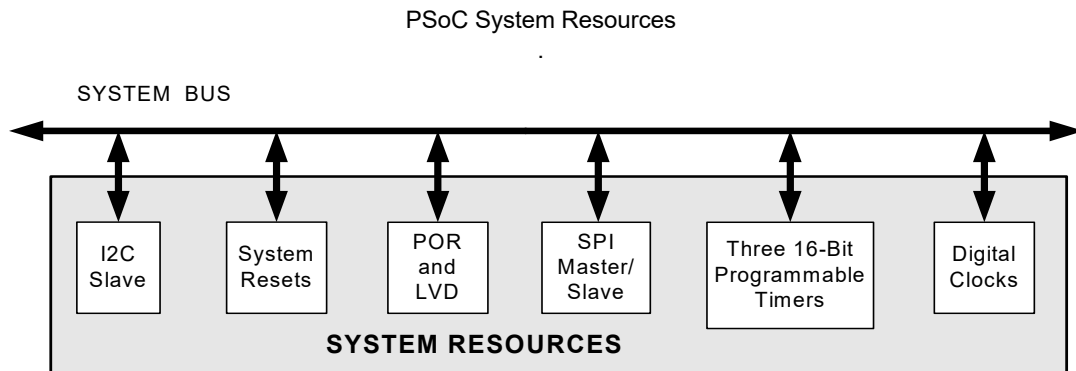 PSoC System Resources
.
SYSTEM BUS
I2C
Slave
System
Resets
POR
and
LVD
SPI
Master/
Slave
Three 16-Bit
Programmable
Timers
Digital
Clocks
SYSTEM RESOURCES